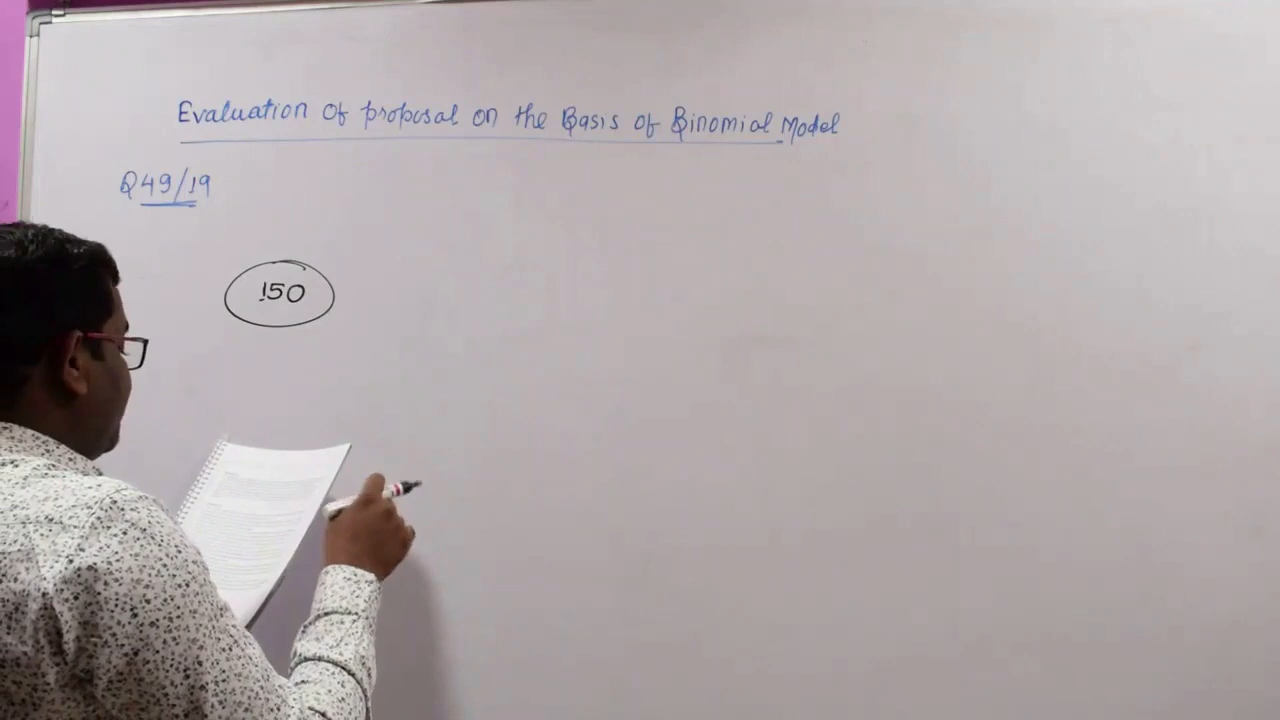 Evaluation of proposal on the Basis of Binomial Model
Q49/19
150